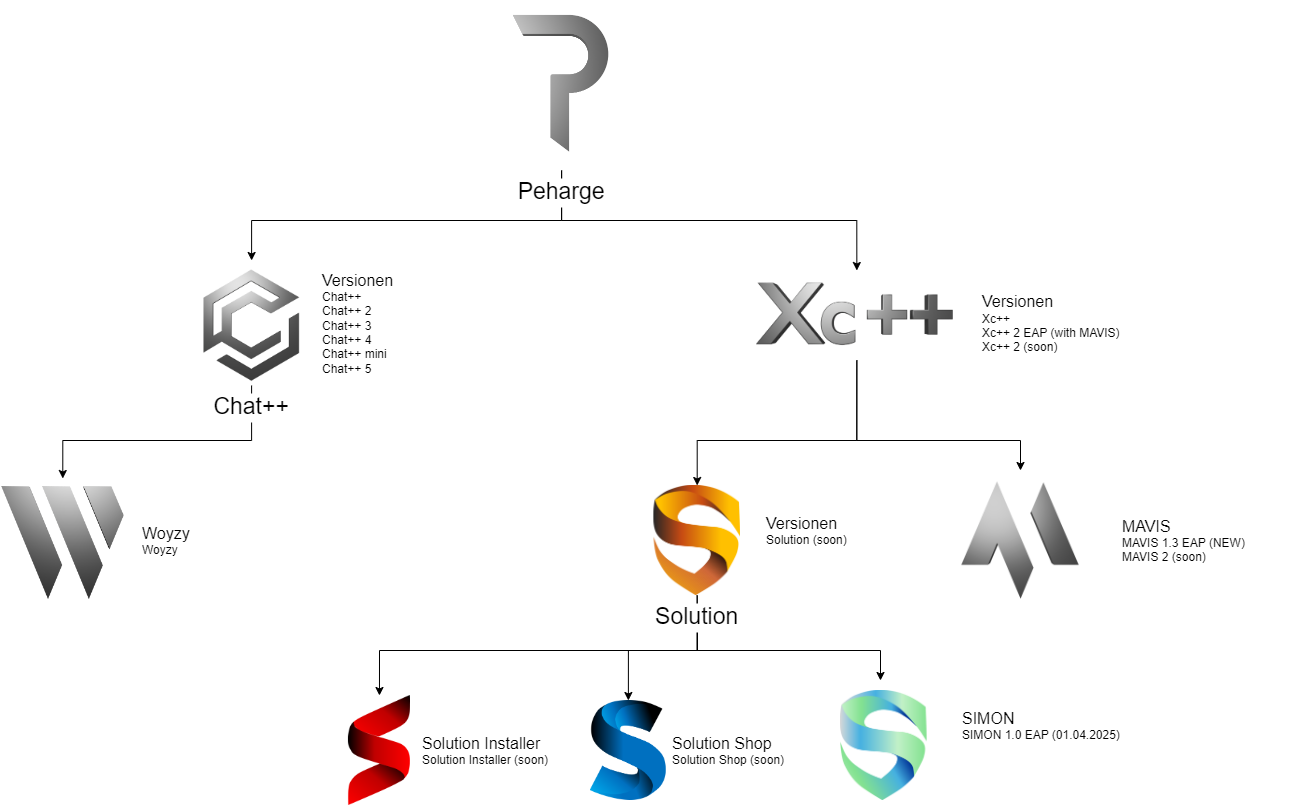 Peharge
Versionen
Chat++
Chat++ 2
Chat++ 3
Chat++ 4
Chat++ mini
Chat++ 5
Chat++
Xc++
Versionen
Xc++
Xc++ 2 EAP (with MAVIS)
Xc++ 2 (soon)
Woyzy
Woyzy
Versionen
Solution (soon)
Solution
MAVIS
MAVIS 1.3 EAP (NEW)
MAVIS 2 (soon)
Solution Installer
Solution Installer (soon)
Solution Shop
Solution Shop (soon)
SIMON
SIMON 1.0 EAP (01.04.2025)